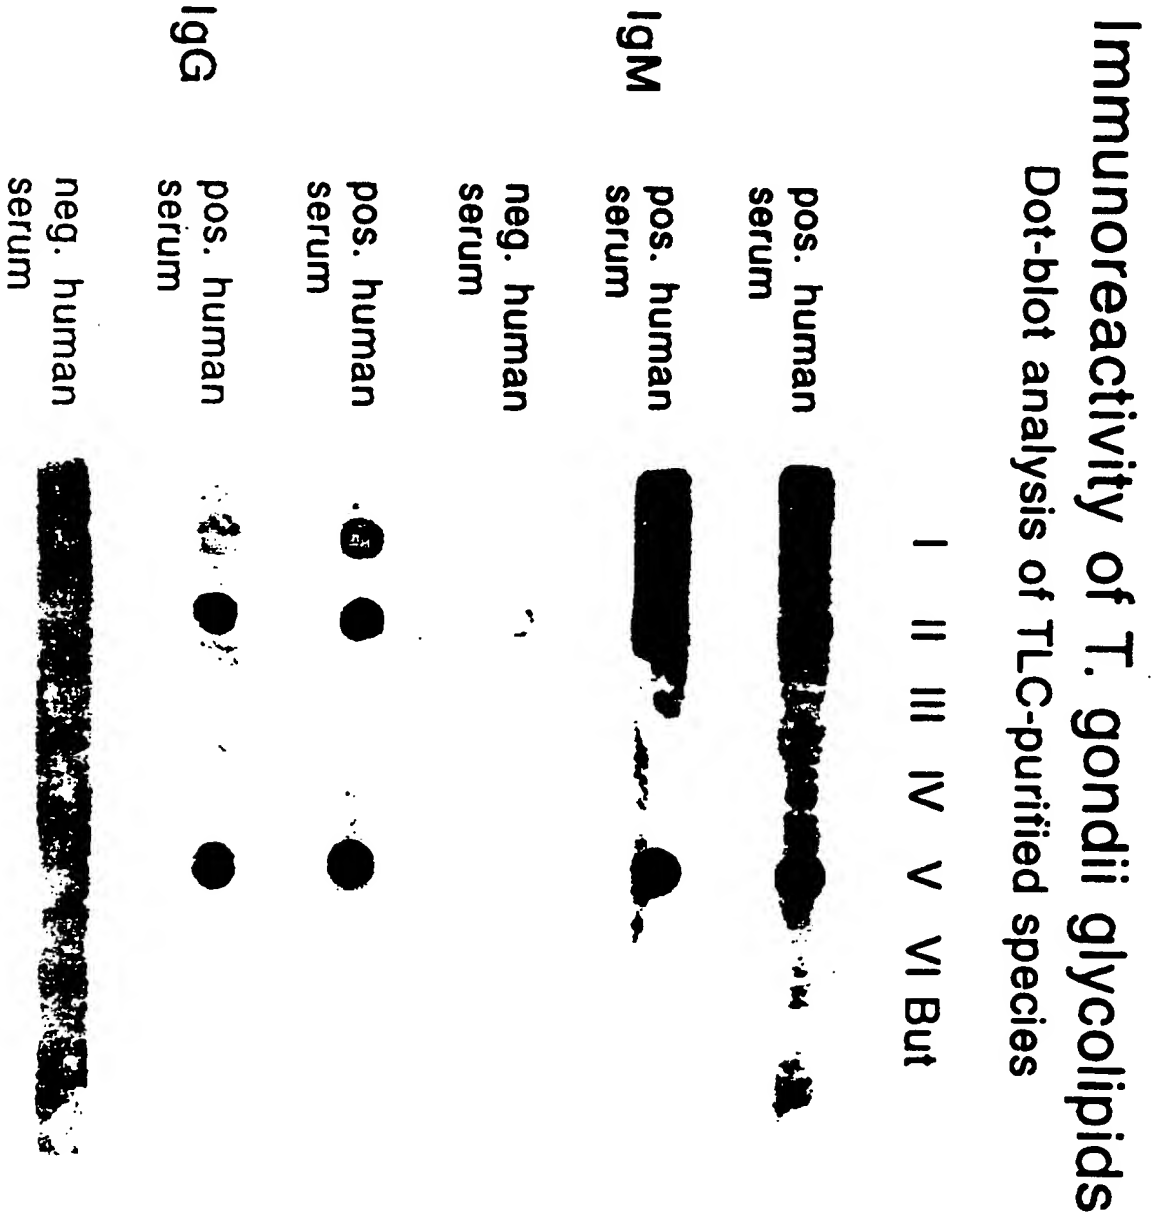 Immunoreactivity of T. gondii glycolipids
Dot-blot analysis of TLC-purified species
I II III IV V VI But
pos. human
serum
IgM
pos. human
serum
neg. human
serum
pos. human
serum
IgG
pos. human
serum
neg. human
serum